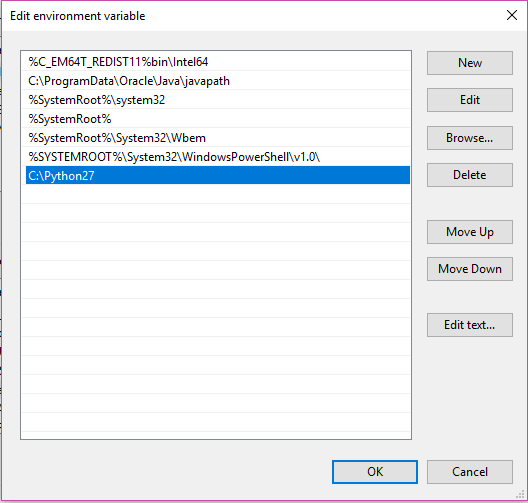 Edit environment variable
%C_EM64T_REDIST11%bin\Intel64
C:\ProgramData\Oracle\Java\javapath
%SystemRoot%\system32
%SystemRoot%
%SystemRoot%\System32\Wbem
%SYSTEMROOT%\System32\WindowsPowerShell\v1.0\
C:\Python27
New
Edit
Browse...
Delete
Move Up
Move Down
Edit text...
OK
Cancel